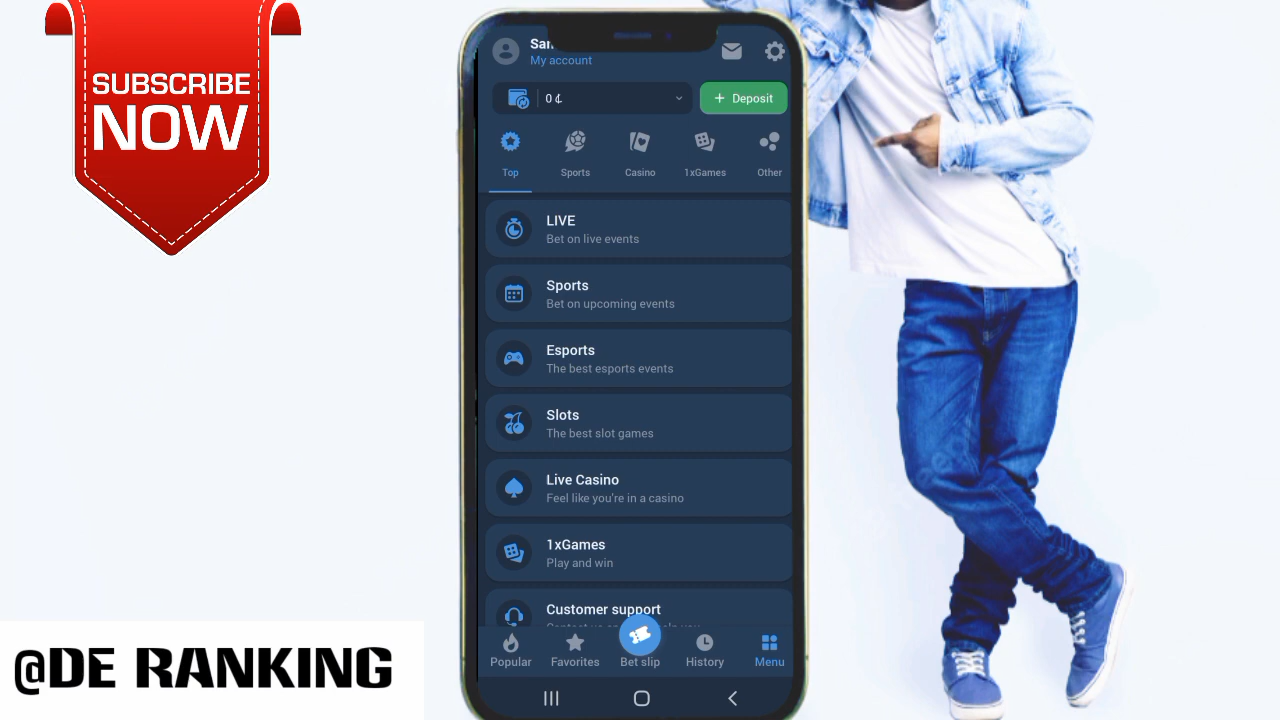 SUBSCRIBE
NOW
My account
0 ₵
+ Deposit
Top
Sports
Casino
1xGames
Other
LIVE
Bet on live events
Sports
Bet on upcoming events
Esports
The best esports events
Slots
The best slot games
Live Casino
Feel like you're in a casino
1xGames
Play and win
Customer support
Popular
Favorites
Bet slip
History
Menu
@DE RANKING